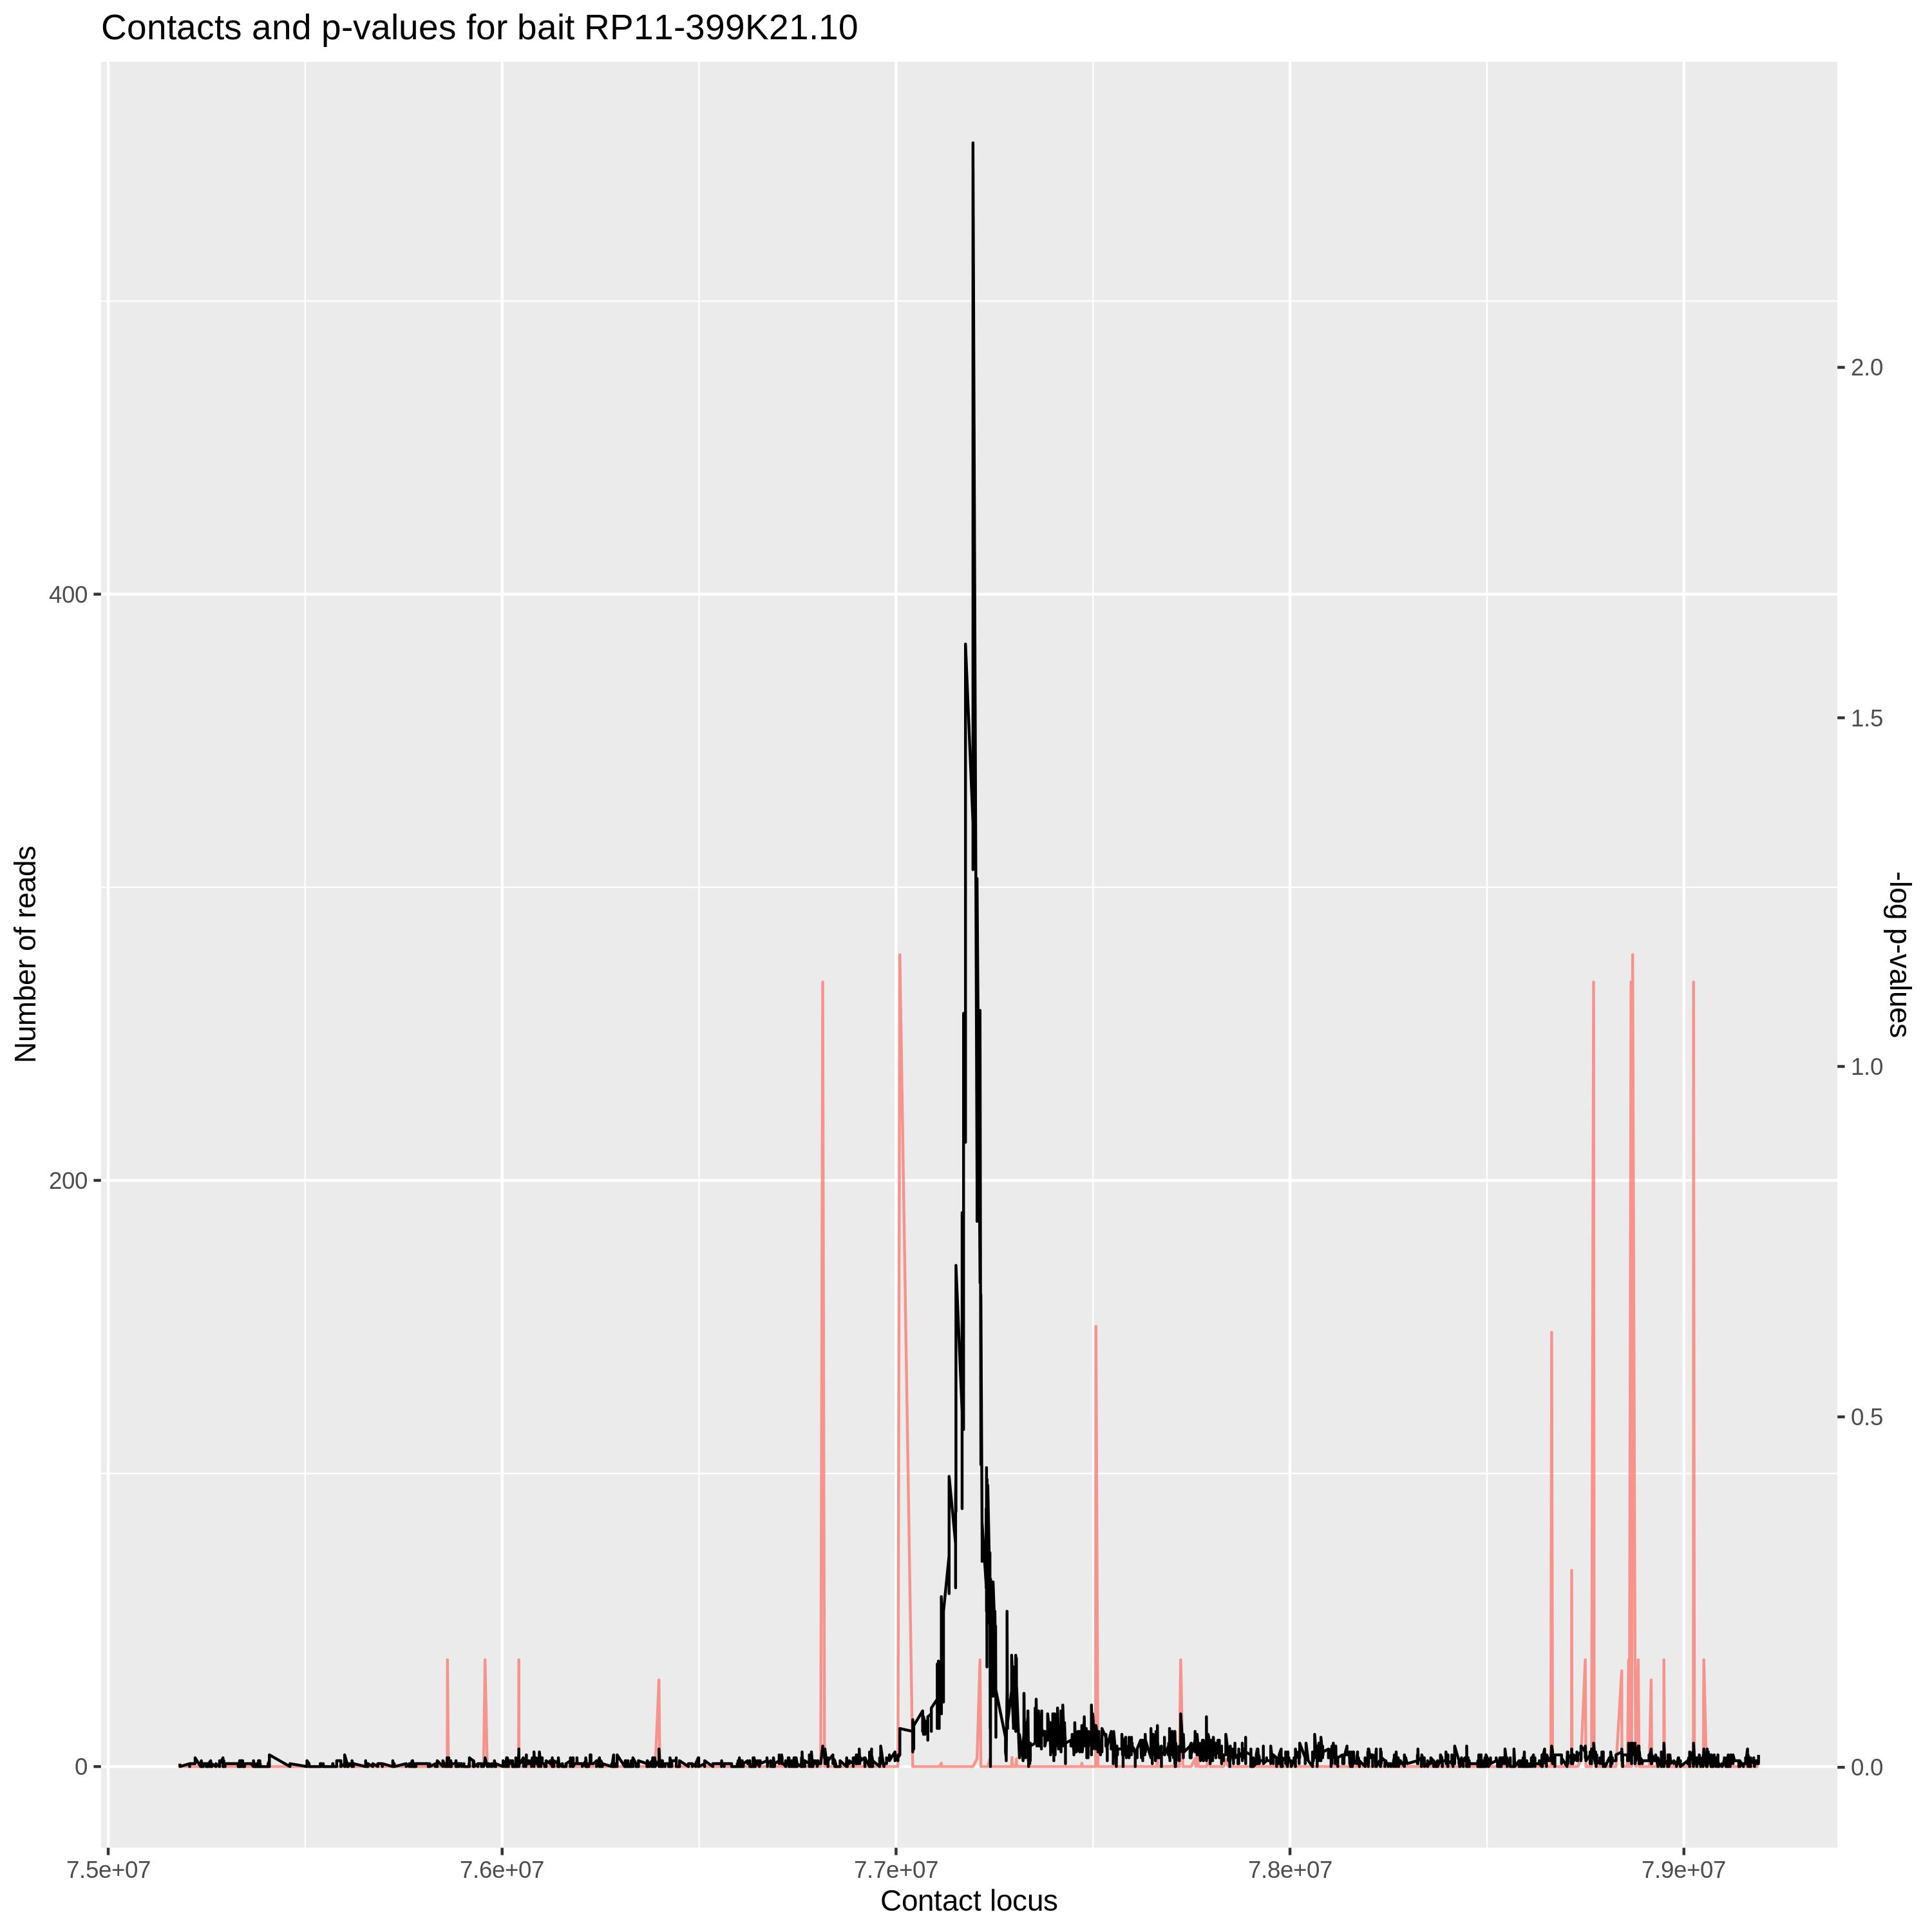 Contacts and p-values for bait RP11-399K21.10
Number of reads
400
200
0
2.0
1.5
1.0
0.5
0.0
-log p-values
7.5e+07 7.6e+07 7.7e+07 7.8e+07 7.9e+07
Contact locus